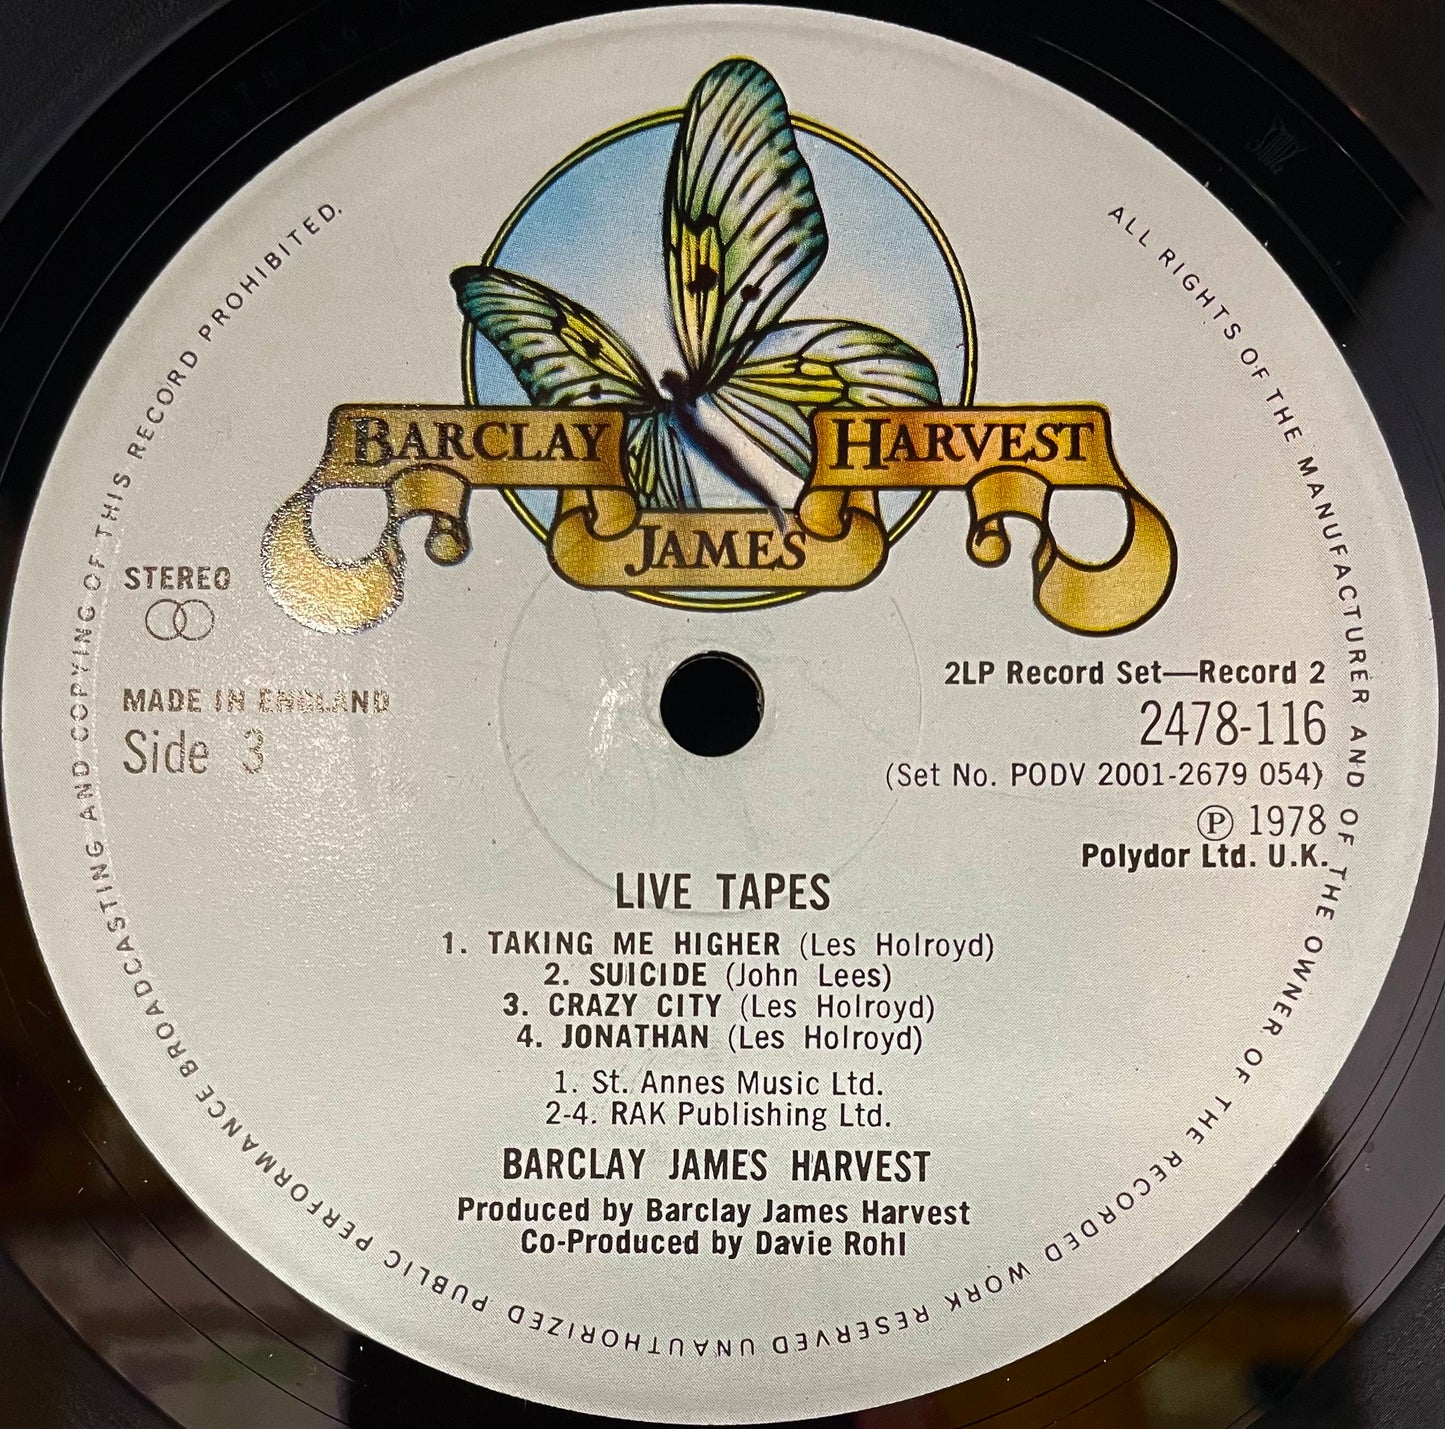 BARCLAY
JAMES
HARVEST
STEREO
MADE IN ENGLAND
Side 3
2LP Record Set—Record 2
2478-116
(Set No. PODV 2001-2679 054)
Ⓟ 1978
Polydor Ltd. U.K.
LIVE TAPES
1. TAKING ME HIGHER (Les Holroyd)
2. SUICIDE (John Lees)
3. CRAZY CITY (Les Holroyd)
4. JONATHAN (Les Holroyd)
1. St. Annes Music Ltd.
2-4. RAK Publishing Ltd.
BARCLAY JAMES HARVEST
Produced by Barclay James Harvest
Co-Produced by Davie Rohl
ALL RIGHTS OF THE MANUFACTURER AND OF THE OWNER OF THE RECORDED WORK RESERVED UNAUTHORIZED PUBLIC PERFORMANCE BROADCASTING AND COPYING OF THIS RECORD PROHIBITED.